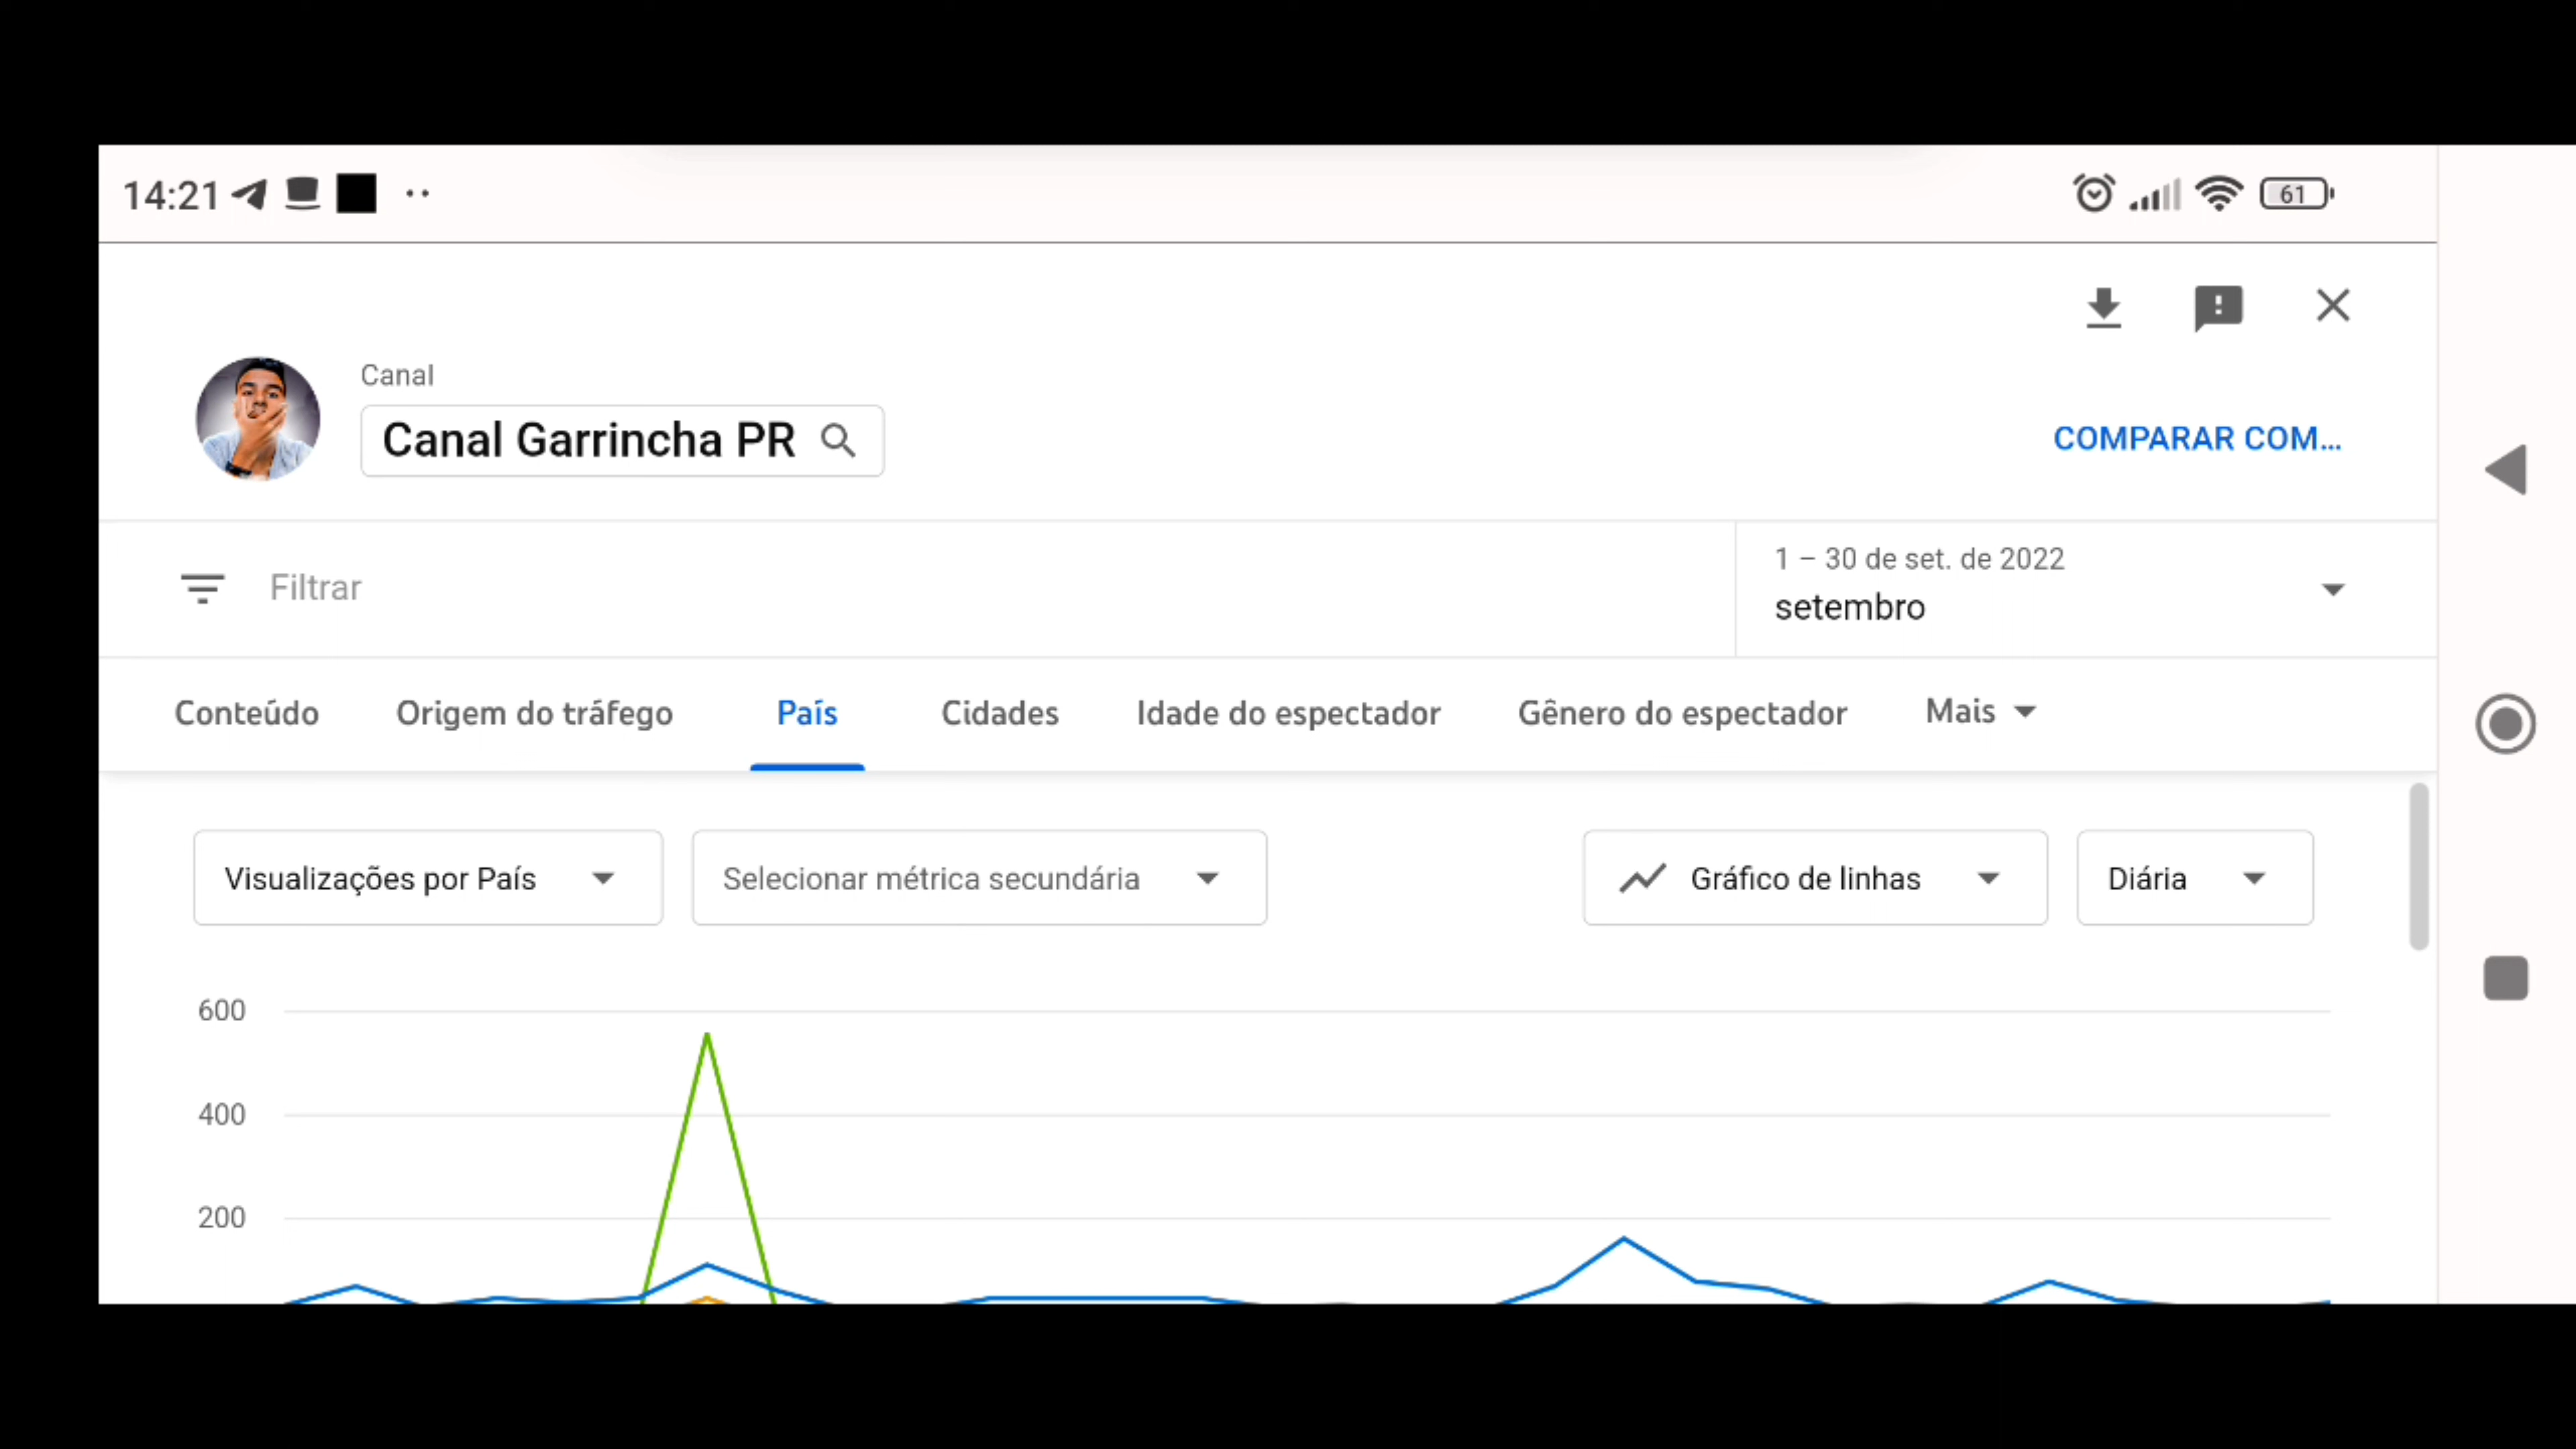 14:21
61
Canal
Canal Garrincha PR
COMPARAR COM...
Filtrar
1 – 30 de set. de 2022
setembro
Conteúdo
Origem do tráfego
País
Cidades
Idade do espectador
Gênero do espectador
Mais
Visualizações por País
Selecionar métrica secundária
Gráfico de linhas
Diária
600
400
200